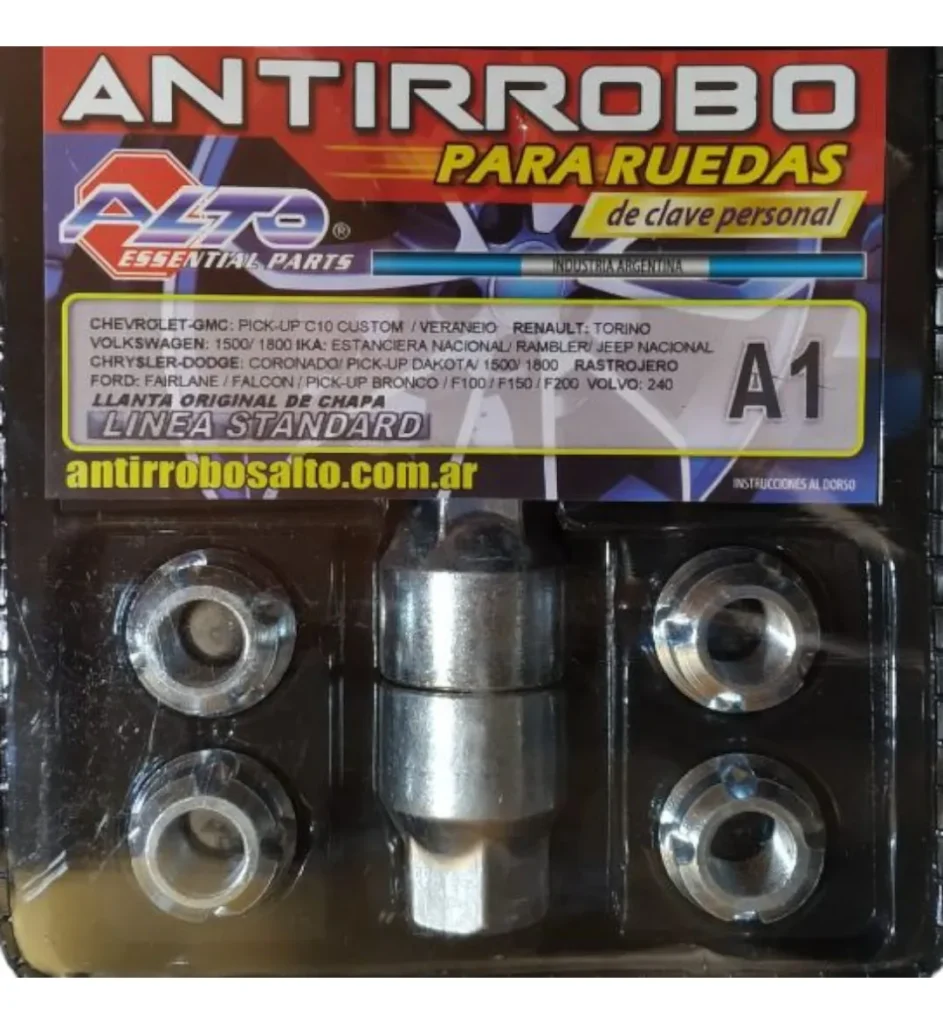 ANTIRROBO
PARA RUEDAS
de clave personal
ALTO ®
ESSENTIAL PARTS
INDUSTRIA ARGENTINA
CHEVROLET-GMC: PICK-UP C10 CUSTOM / VERANEIO RENAULT: TORINO
VOLKSWAGEN: 1500/ 1800 IKA: ESTANCIERA NACIONAL/ RAMBLER/ JEEP NACIONAL
CHRYSLER-DODGE: CORONADO/ PICK-UP DAKOTA/ 1500/ 1800 RASTROJERO
FORD: FAIRLANE / FALCON / PICK-UP BRONCO / F100 / F150 / F200 VOLVO: 240
LLANTA ORIGINAL DE CHAPA
LINEA STANDARD
A1
antirrobosalto.com.ar
INSTRUCCIONES AL DORSO